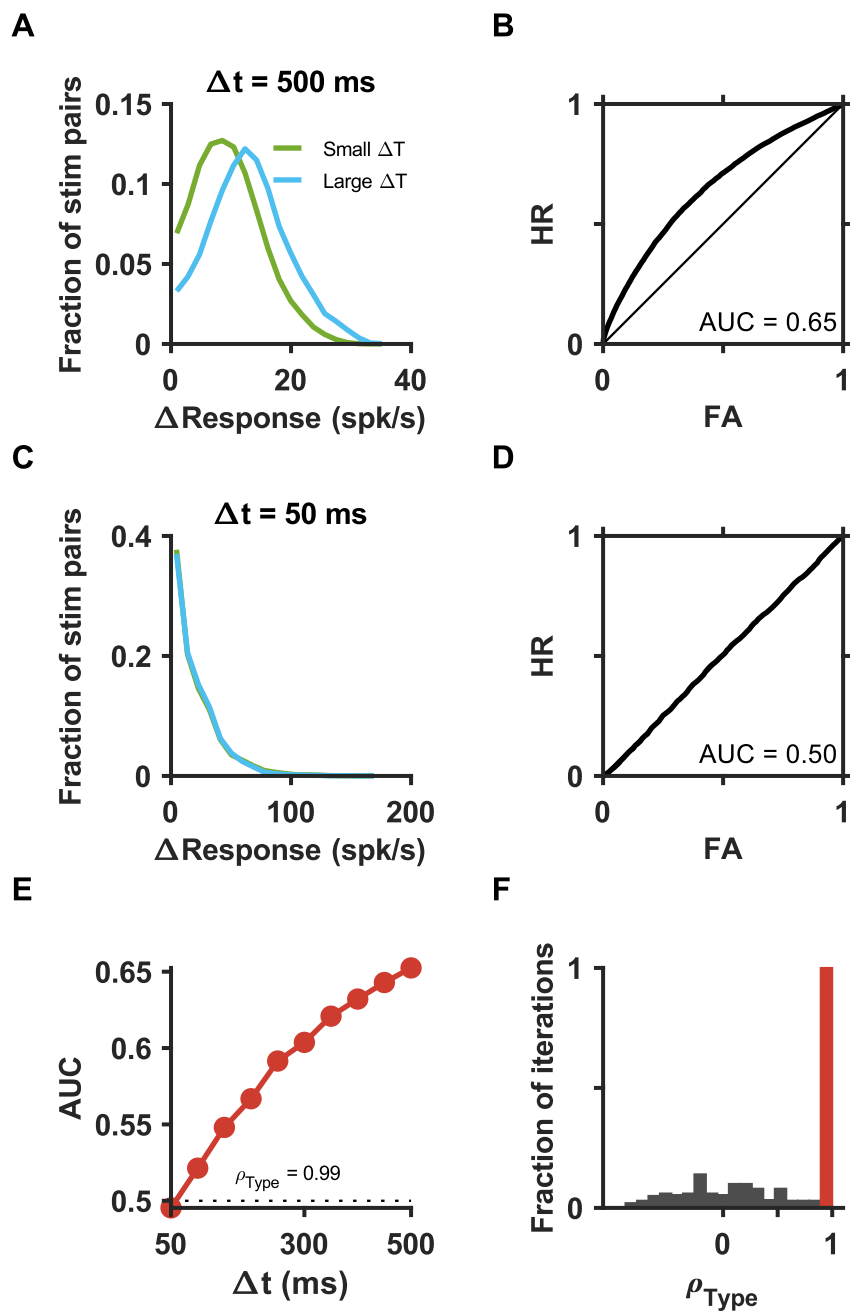 A
Δt = 500 ms
0.15
0.1
0.05
0
Fraction of stim pairs
Small ΔT
Large ΔT
0
20
40
ΔResponse (spk/s)
B
1
HR
0
AUC = 0.65
0
1
FA
C
Δt = 50 ms
0.4
0.2
0
Fraction of stim pairs
0
100
200
ΔResponse (spk/s)
D
1
HR
0
AUC = 0.50
0
1
FA
E
0.65
0.6
0.55
0.5
AUC
ρType = 0.99
50
300
500
Δt (ms)
F
1
0
Fraction of iterations
0
1
ρType